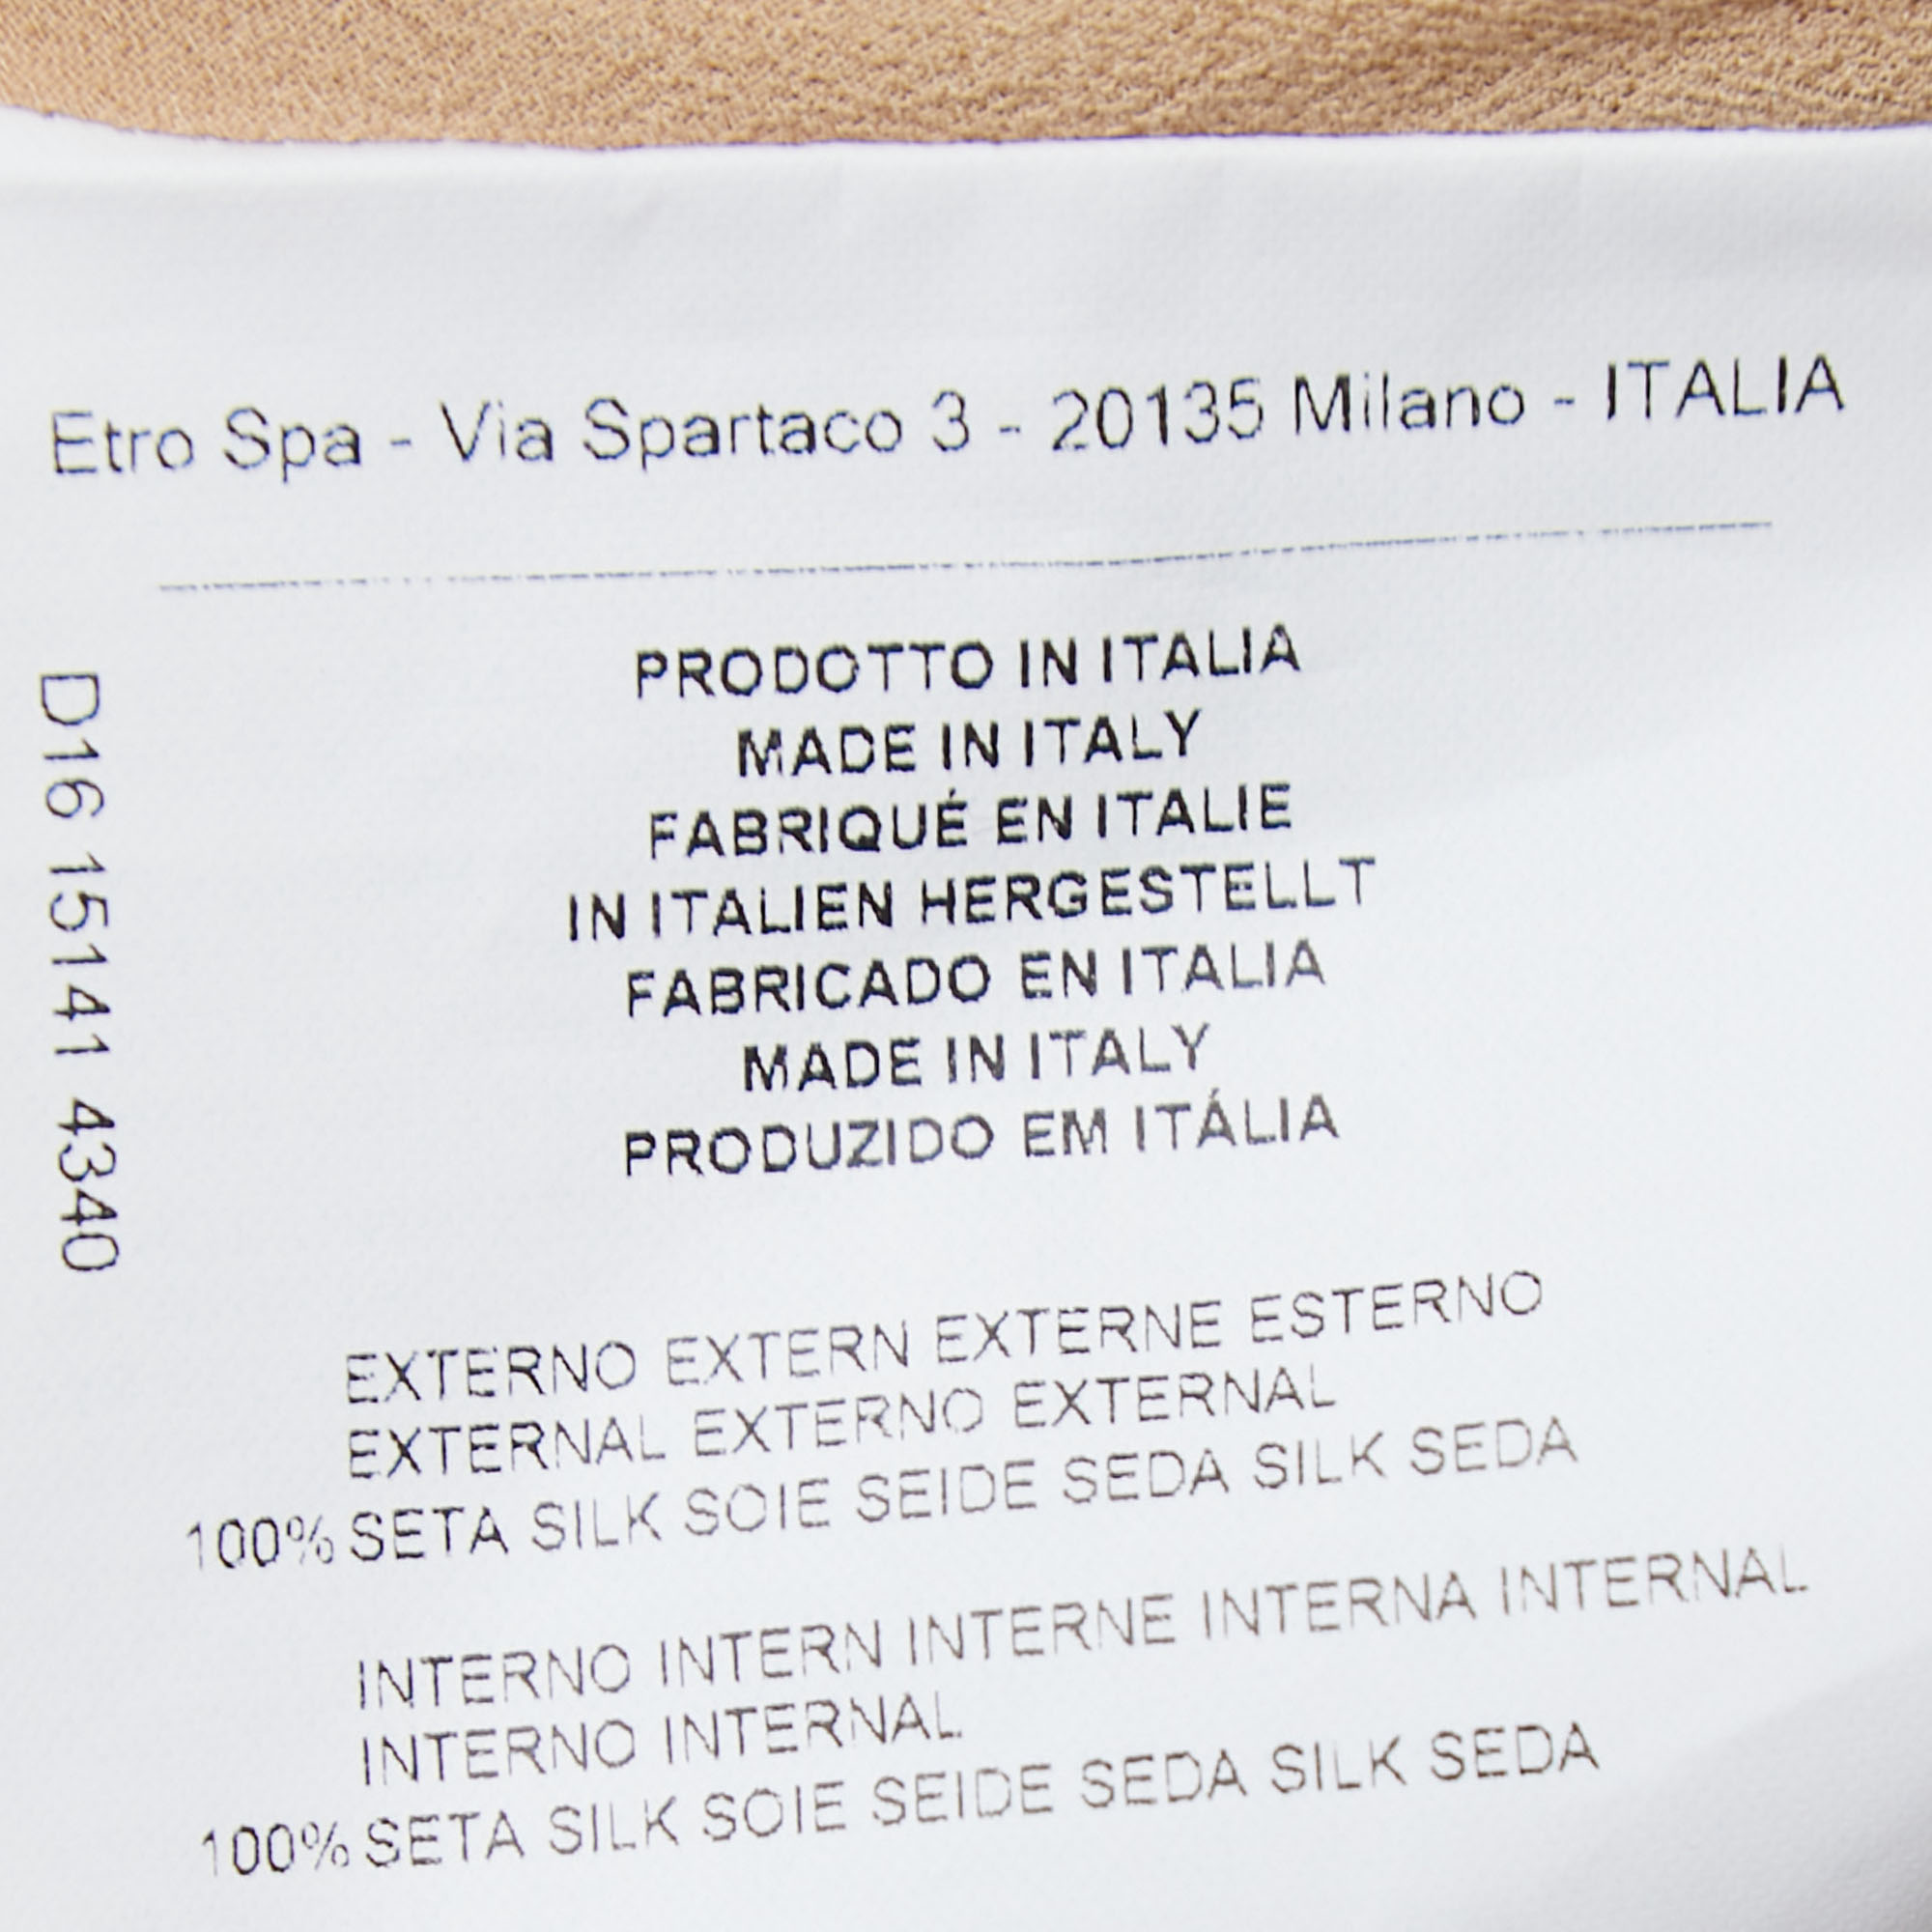 Etro Spa - Via Spartaco 3 - 20135 Milano - ITALIA
D16 15141 4340
PRODOTTO IN ITALIA
MADE IN ITALY
FABRIQUÉ EN ITALIE
IN ITALIEN HERGESTELLT
FABRICADO EN ITALIA
MADE IN ITALY
PRODUZIDO EM ITÁLIA
EXTERNO EXTERN EXTERNE ESTERNO
EXTERNAL EXTERNO EXTERNAL
100% SETA SILK SOIE SEIDE SEDA SILK SEDA
INTERNO INTERN INTERNE INTERNA INTERNAL
INTERNO INTERNAL
100% SETA SILK SOIE SEIDE SEDA SILK SEDA